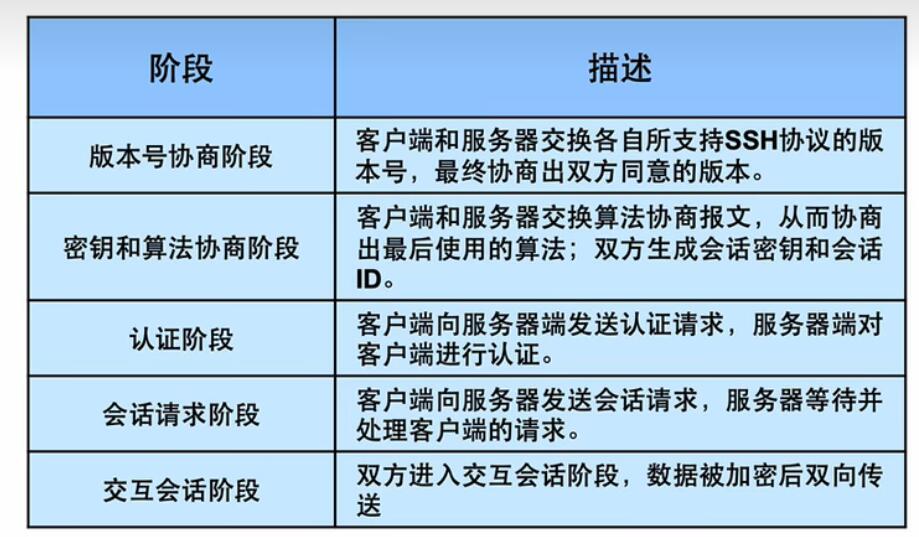 阶段
描述
版本号协商阶段
客户端和服务器交换各自所支持SSH协议的版
本号，最终协商出双方同意的版本。
密钥和算法协商阶段
客户端和服务器交换算法协商报文，从而协商
出最后使用的算法；双方生成会话密钥和会话
ID。
认证阶段
客户端向服务器端发送认证请求，服务器端对
客户端进行认证。
会话请求阶段
客户端向服务器发送会话请求，服务器等待并
处理客户端的请求。
交互会话阶段
双方进入交互会话阶段，数据被加密后双向传
送